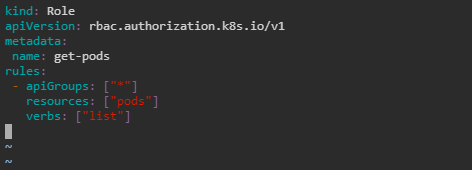 kind: Role
apiVersion: rbac.authorization.k8s.io/v1
metadata:
 name: get-pods
rules:
 - apiGroups: ["*"]
   resources: ["pods"]
   verbs: ["list"]
~
~